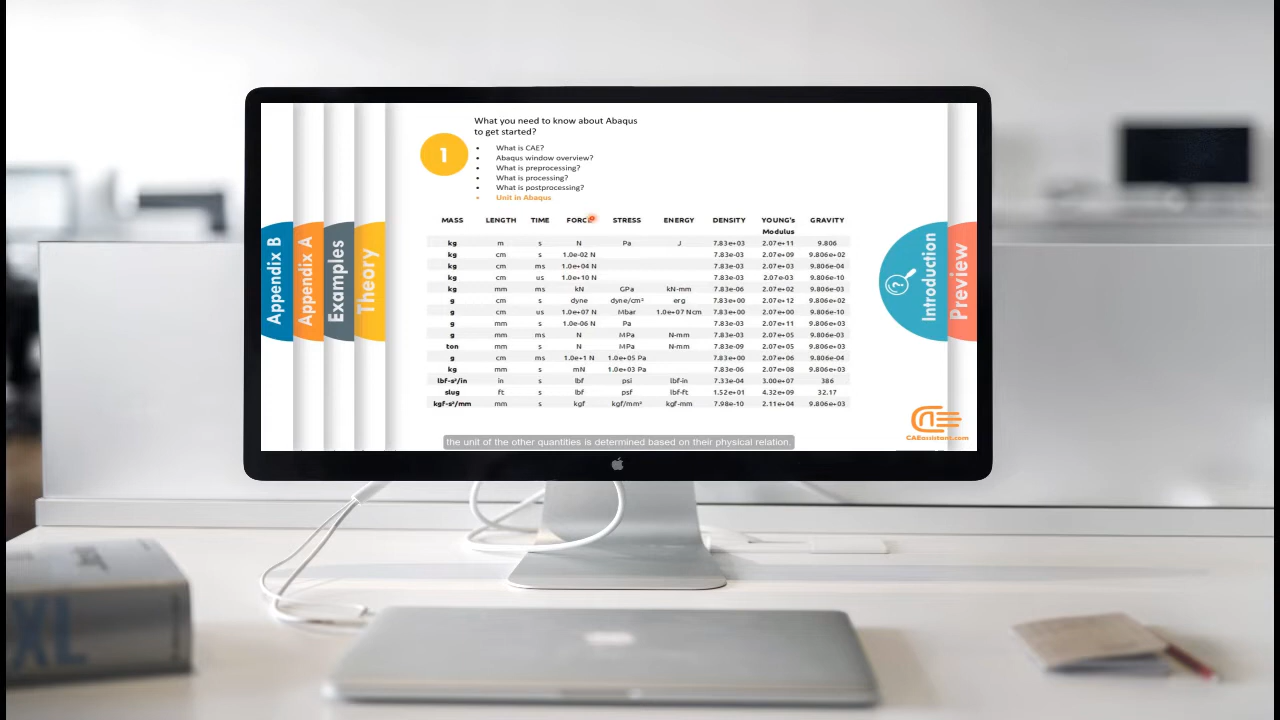 What you need to know about Abaqus
to get started?
1
• What is CAE?
• Abaqus window overview?
• What is preprocessing?
• What is processing?
• What is postprocessing?
• Unit in Abaqus
MASS LENGTH TIME FORCE STRESS ENERGY DENSITY YOUNG's Modulus GRAVITY
kg m s N Pa J 7.83e+03 2.07e+11 9.806
kg cm s 1.0e-02 N 7.83e-03 2.07e+09 9.806e+02
kg cm ms 1.0e+04 N 7.83e-03 2.07e+03 9.806e-04
kg cm us 1.0e+10 N 7.83e-03 2.07e-03 9.806e-10
kg mm ms kN GPa kN-mm 7.83e-06 2.07e+02 9.806e-03
g cm s dyne dyne/cm² erg 7.83e+00 2.07e+12 9.806e+02
g cm us 1.0e+07 N Mbar 1.0e+07 Ncm 7.83e+00 2.07e+00 9.806e-10
g mm s 1.0e-06 N Pa 7.83e-03 2.07e+11 9.806e+03
g mm ms N MPa N-mm 7.83e-03 2.07e+05 9.806e-03
ton mm s N MPa N-mm 7.83e-09 2.07e+05 9.806e+03
g cm ms 1.0e+1 N 1.0e+05 Pa 7.83e+00 2.07e+06 9.806e-04
kg mm s mN 1.0e+03 Pa 7.83e-06 2.07e+08 9.806e+03
lbf-s²/in in s lbf psi lbf-in 7.33e-04 3.00e+07 386
slug ft s lbf psf lbf-ft 1.52e+01 4.32e+09 32.17
kgf-s²/mm mm s kgf kgf/mm² kgf-mm 7.98e-10 2.11e+04 9.806e+03
Appendix B
Appendix A
Examples
Theory
Introduction
Preview
CAEassistant.com
the unit of the other quantities is determined based on their physical relation.
XL